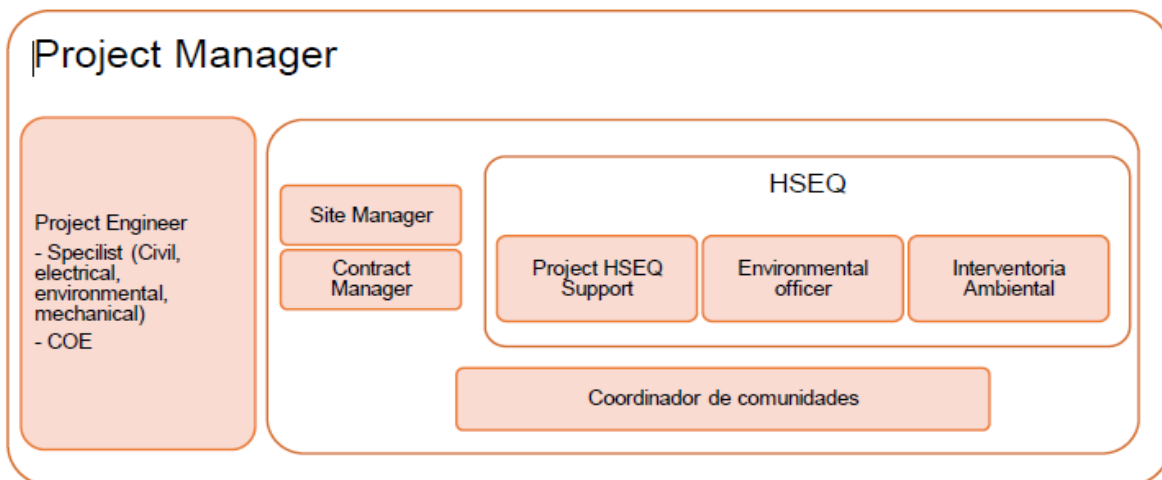 Project Manager
Project Engineer
- Specilist (Civil,
electrical,
environmental,
mechanical)
- COE
Site Manager
Contract
Manager
HSEQ
Project HSEQ
Support
Environmental
officer
Interventoria
Ambiental
Coordinador de comunidades